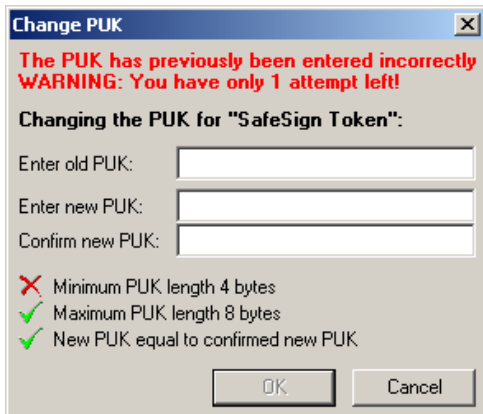 Change PUK
The PUK has previously been entered incorrectly
WARNING: You have only 1 attempt left!
Changing the PUK for "SafeSign Token":
Enter old PUK:
Enter new PUK:
Confirm new PUK:
Minimum PUK length 4 bytes
Maximum PUK length 8 bytes
New PUK equal to confirmed new PUK
OK Cancel